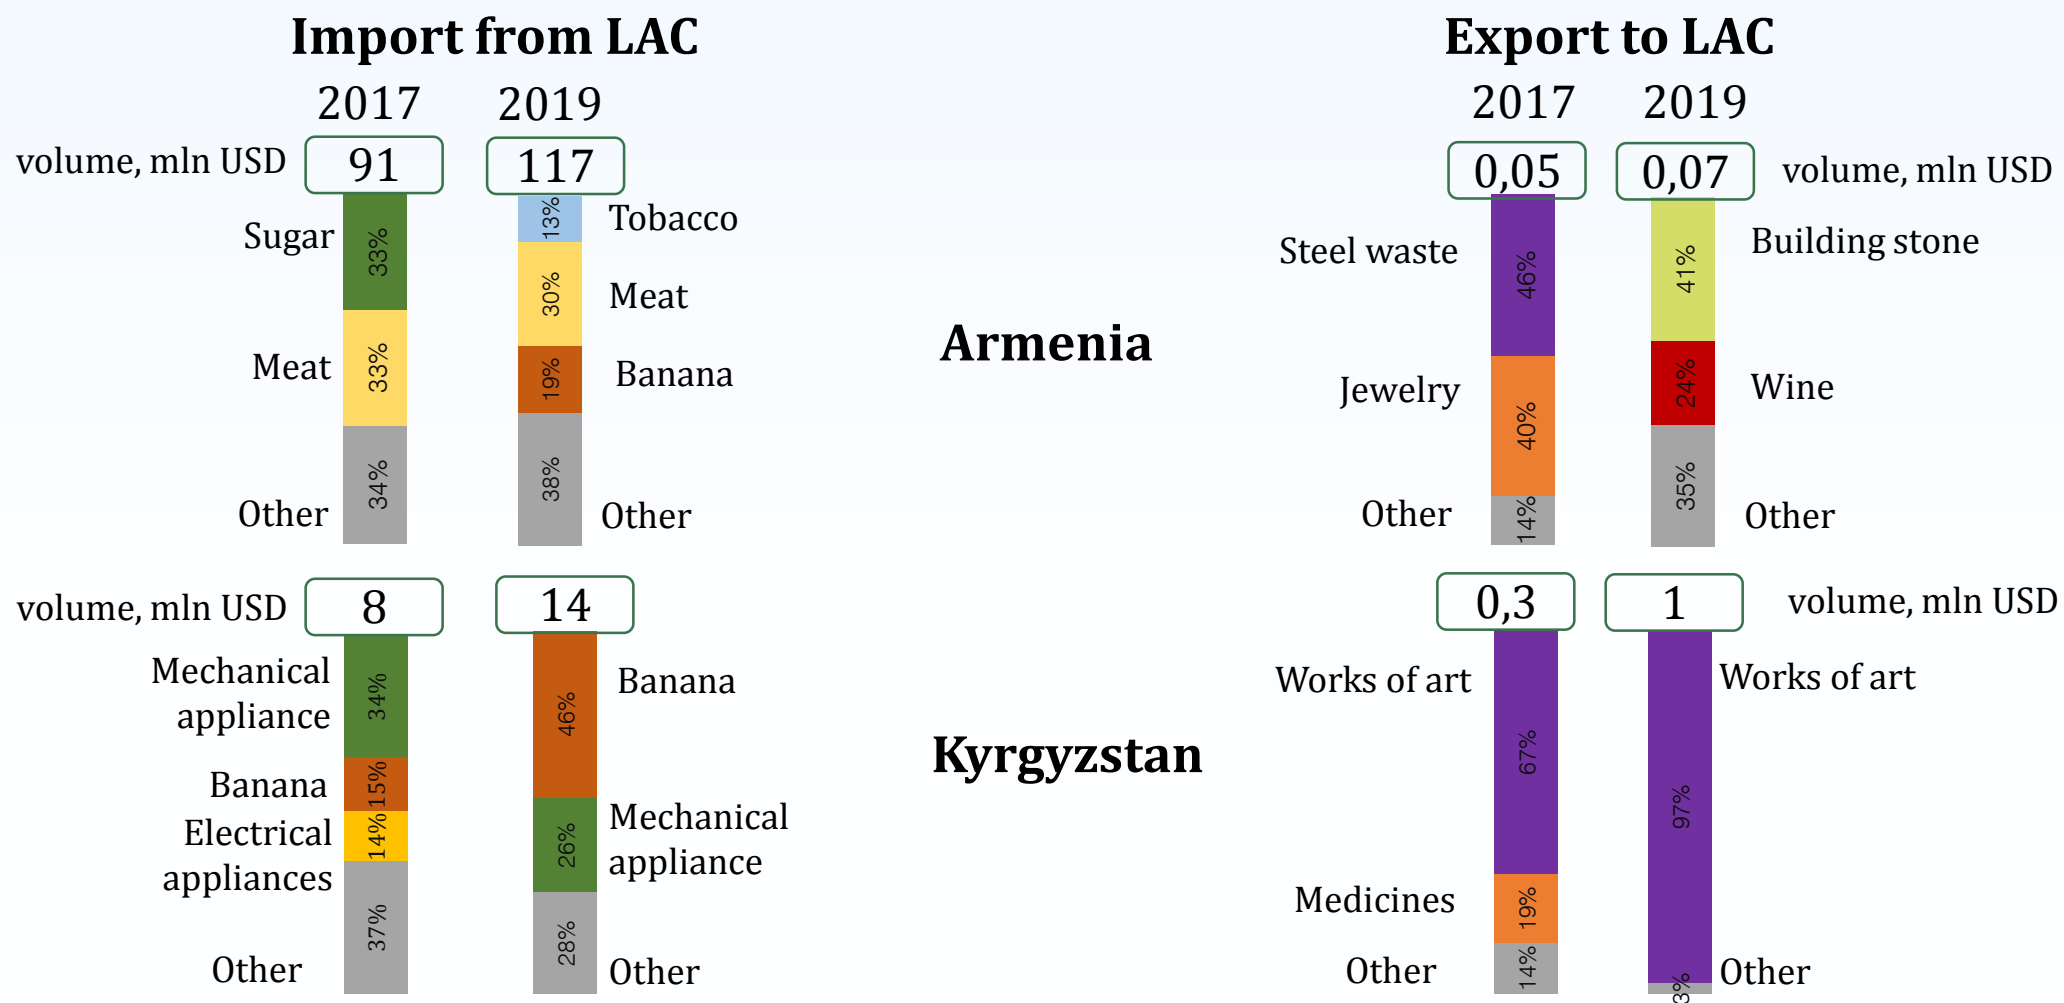 Import from LAC
2017
2019
volume, mln USD
91
117
Sugar
33%
Meat
33%
Other
34%
13%
Tobacco
30%
Meat
19%
Banana
38%
Other
Export to LAC
2017
2019
0,05
0,07
volume, mln USD
Steel waste
46%
Jewelry
40%
Other
14%
41%
Building stone
24%
Wine
35%
Other
Armenia
volume, mln USD
8
14
Mechanical
appliance
34%
Banana
15%
Electrical
appliances
14%
Other
37%
46%
Banana
26%
Mechanical
appliance
28%
Other
Kyrgyzstan
0,3
1
volume, mln USD
Works of art
67%
Medicines
19%
Other
14%
97%
Works of art
3%
Other